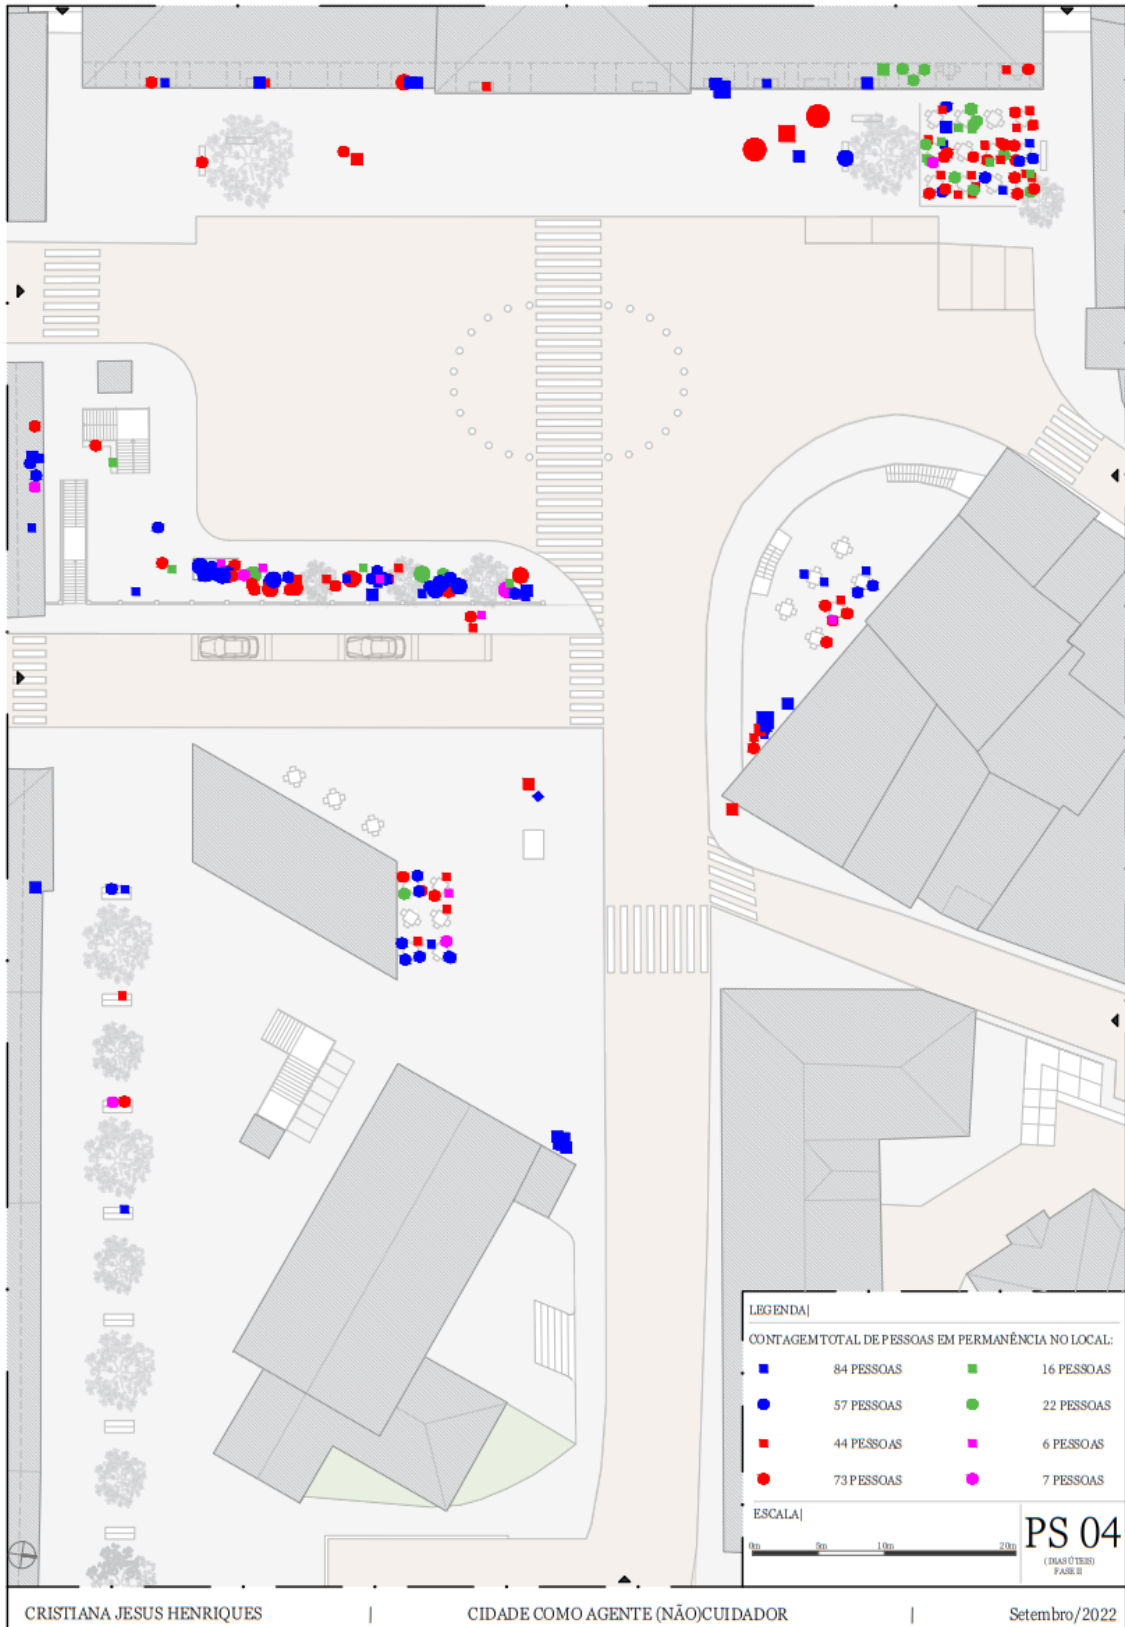 LEGENDA|
CONTAGEM TOTAL DE PESSOAS EM PERMANÊNCIA NO LOCAL:
84 PESSOAS 16 PESSOAS
57 PESSOAS 22 PESSOAS
44 PESSOAS 6 PESSOAS
73 PESSOAS 7 PESSOAS
ESCALA|
0m 5m 10m 20m
PS 04
(DIAS ÚTEIS)
FASE II
CRISTIANA JESUS HENRIQUES | CIDADE COMO AGENTE (NÃO)CUIDADOR | Setembro/2022